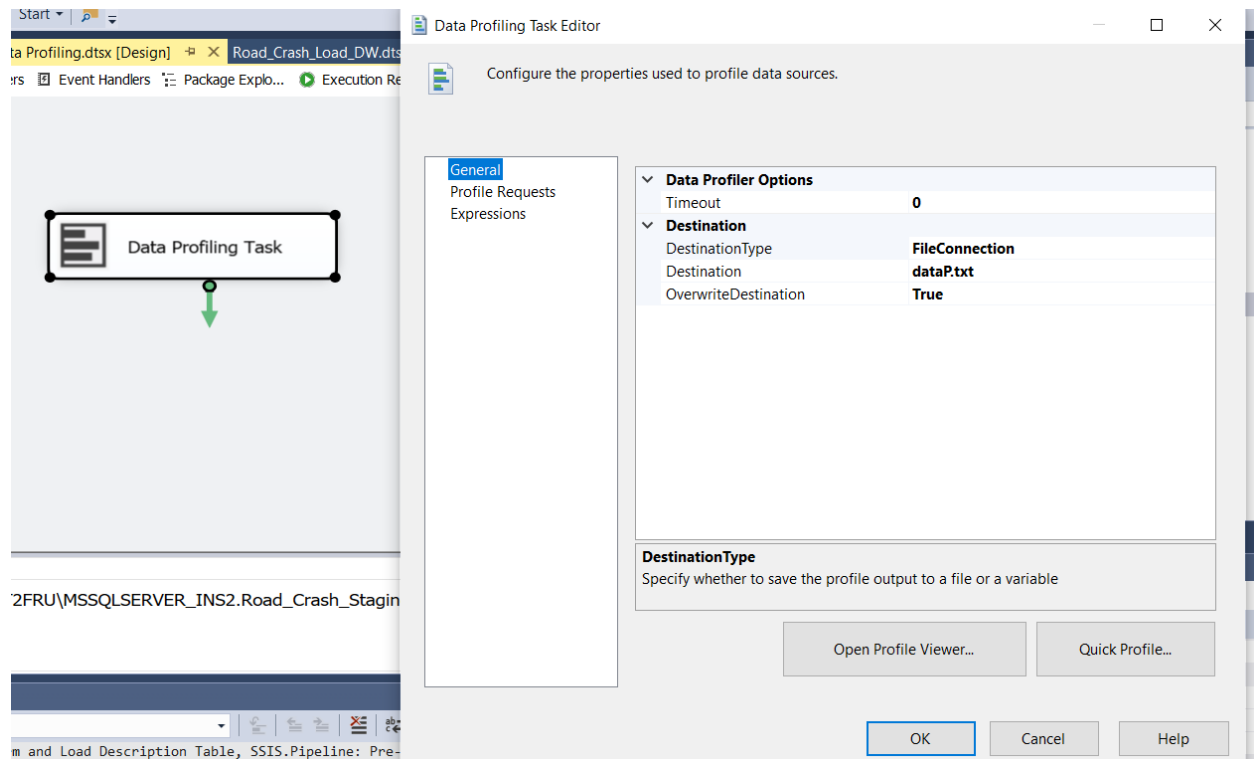 Start
Data Profiling Task Editor
ta Profiling.dtsx [Design]
Road_Crash_Load_DW.dts
ers Event Handlers Package Explo... Execution Re
Configure the properties used to profile data sources.
General
Profile Requests
Expressions
Data Profiler Options
Timeout 0
Destination
DestinationType FileConnection
Destination dataP.txt
OverwriteDestination True
Data Profiling Task
DestinationType
Specify whether to save the profile output to a file or a variable
2FRU\MSSQLSERVER_INS2.Road_Crash_Stagin
Open Profile Viewer... Quick Profile...
OK Cancel Help
m and Load Description Table, SSIS.Pipeline: Pre-